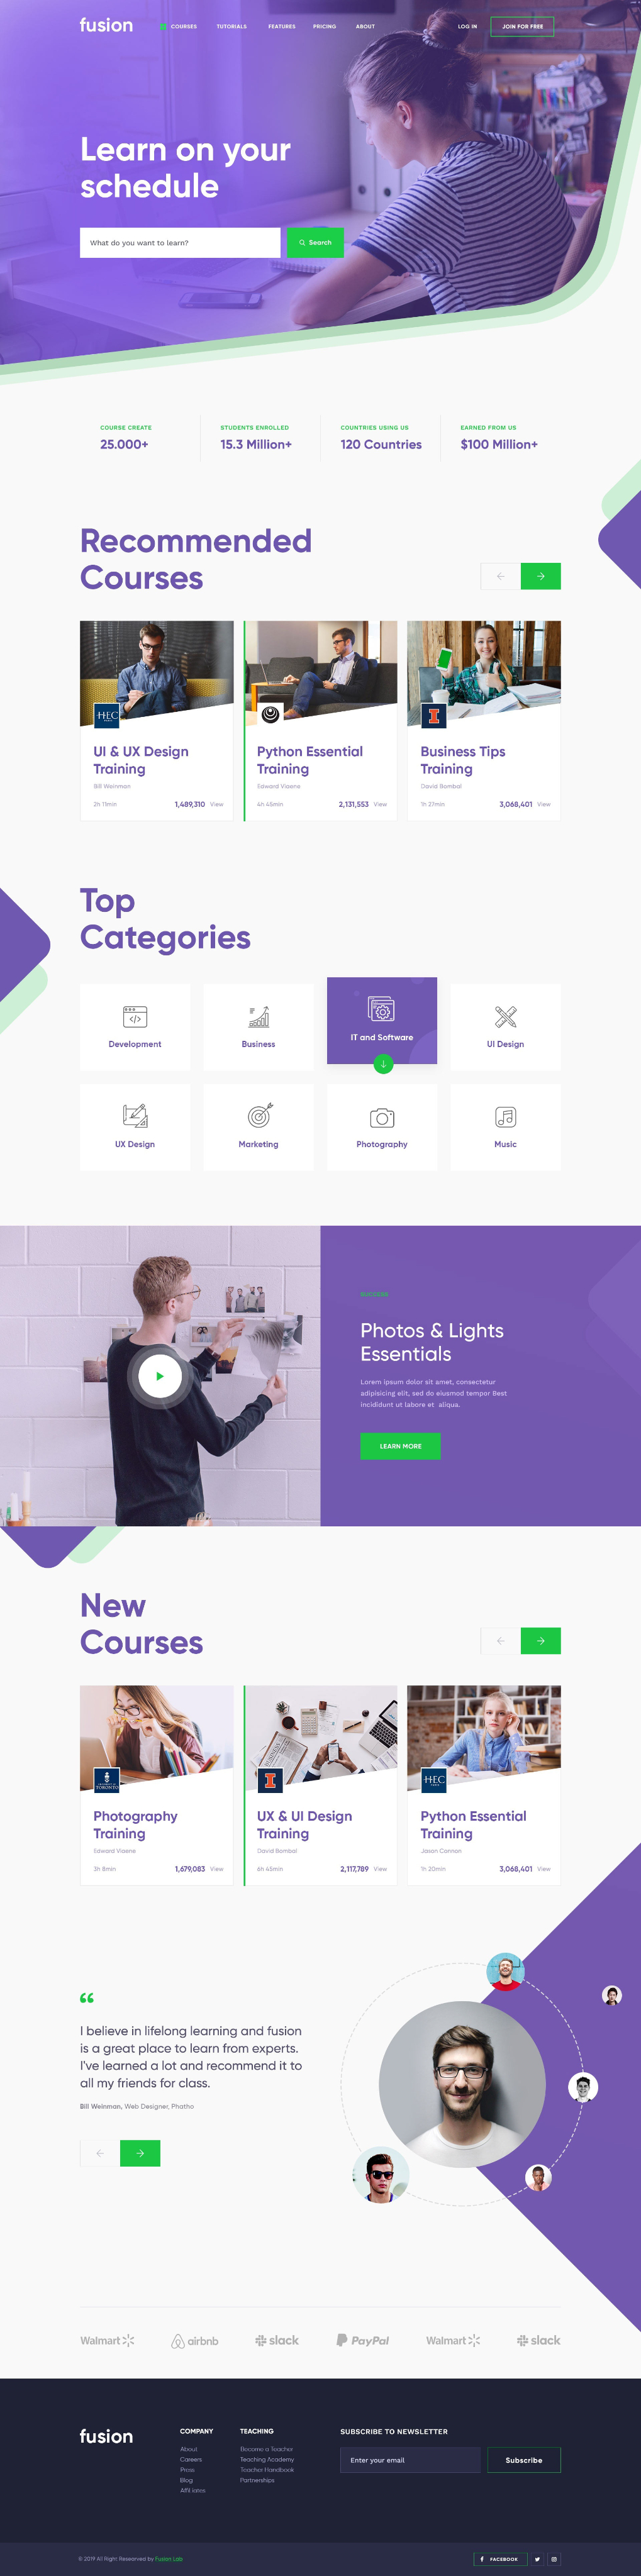 fusion
COURSES TUTORIALS FEATURES PRICING ABOUT LOG IN JOIN FOR FREE
Learn on your
schedule
What do you want to learn? Search
COURSE CREATE STUDENTS ENROLLED COUNTRIES USING US EARNED FROM US
25.000+ 15.3 Million+ 120 Countries $100 Million+
Recommended
Courses
HEC
PARIS
UI & UX Design
Training
Bill Weinman
2h 11min 1,489,310 View
Python Essential
Training
Edward Vissene
4h 45min 2,131,553 View
I
Business Tips
Training
David Bombal
1h 27min 3,068,401 View
Top
Categories
Development Business IT and Software UI Design
UX Design Marketing Photography Music
SUCCESS
Photos & Lights
Essentials
Lorem ipsum dolor sit amet, consectetur
adipisicing elit, sed do eiusmod tempor Best
incididunt ut labore et aliqua.
LEARN MORE
New
Courses
TORONTO
Photography
Training
Edward Vissene
3h 8min 1,679,083 View
BUSINESS
I
UX & UI Design
Training
David Bombal
6h 45min 2,117,789 View
HEC
PARIS
Python Essential
Training
Jason Cannon
1h 20min 3,068,401 View
“
I believe in lifelong learning and fusion
is a great place to learn from experts.
I've learned a lot and recommend it to
all my friends for class.
Bill Weinman, Web Designer, Phatho
Walmart airbnb slack PayPal Walmart slack
fusion
COMPANY
About
Careers
Press
Blog
Affiliates
TEACHING
Become a Teacher
Teaching Academy
Teacher Handbook
Partnerships
SUBSCRIBE TO NEWSLETTER
Enter your email Subscribe
© 2019 All Right Researved by Fusion Lab
FACEBOOK